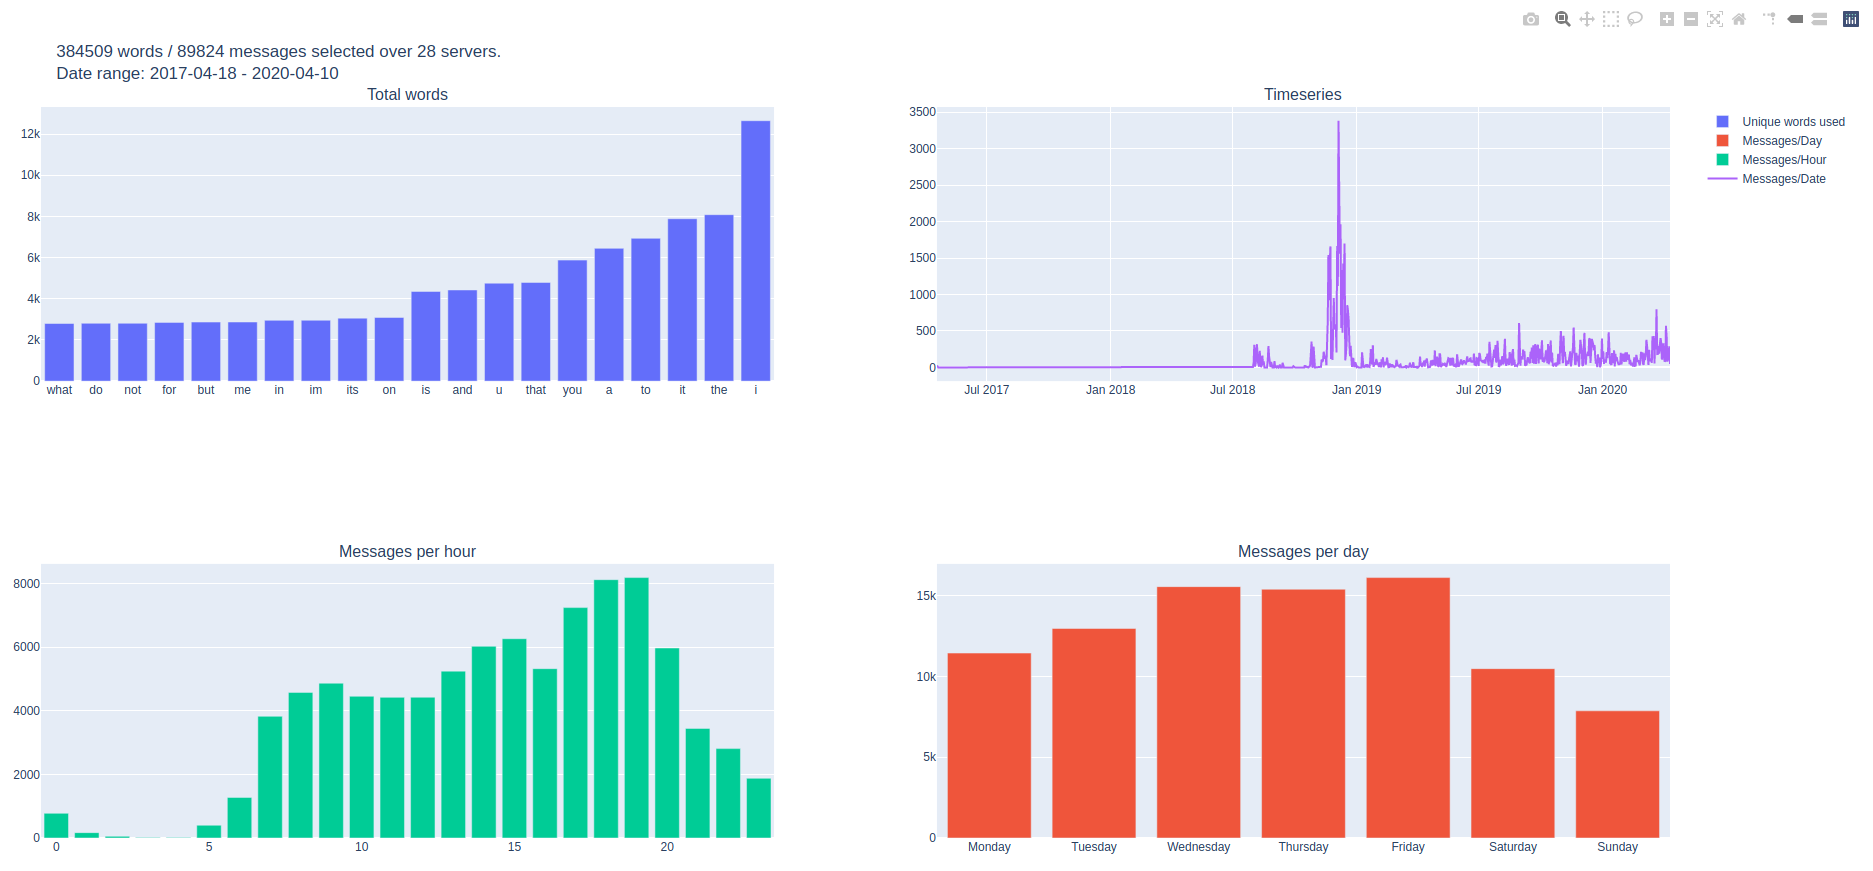 384509 words / 89824 messages selected over 28 servers.
Date range: 2017-04-18 - 2020-04-10
Total words
12k
10k
8k
6k
4k
2k
0
what do not for but me in im its on is and u that you a to it the i
Timeseries
3500
3000
2500
2000
1500
1000
500
0
Jul 2017 Jan 2018 Jul 2018 Jan 2019 Jul 2019 Jan 2020
Unique words used
Messages/Day
Messages/Hour
Messages/Date
Messages per hour
8000
6000
4000
2000
0
0 5 10 15 20
Messages per day
15k
10k
5k
0
Monday Tuesday Wednesday Thursday Friday Saturday Sunday